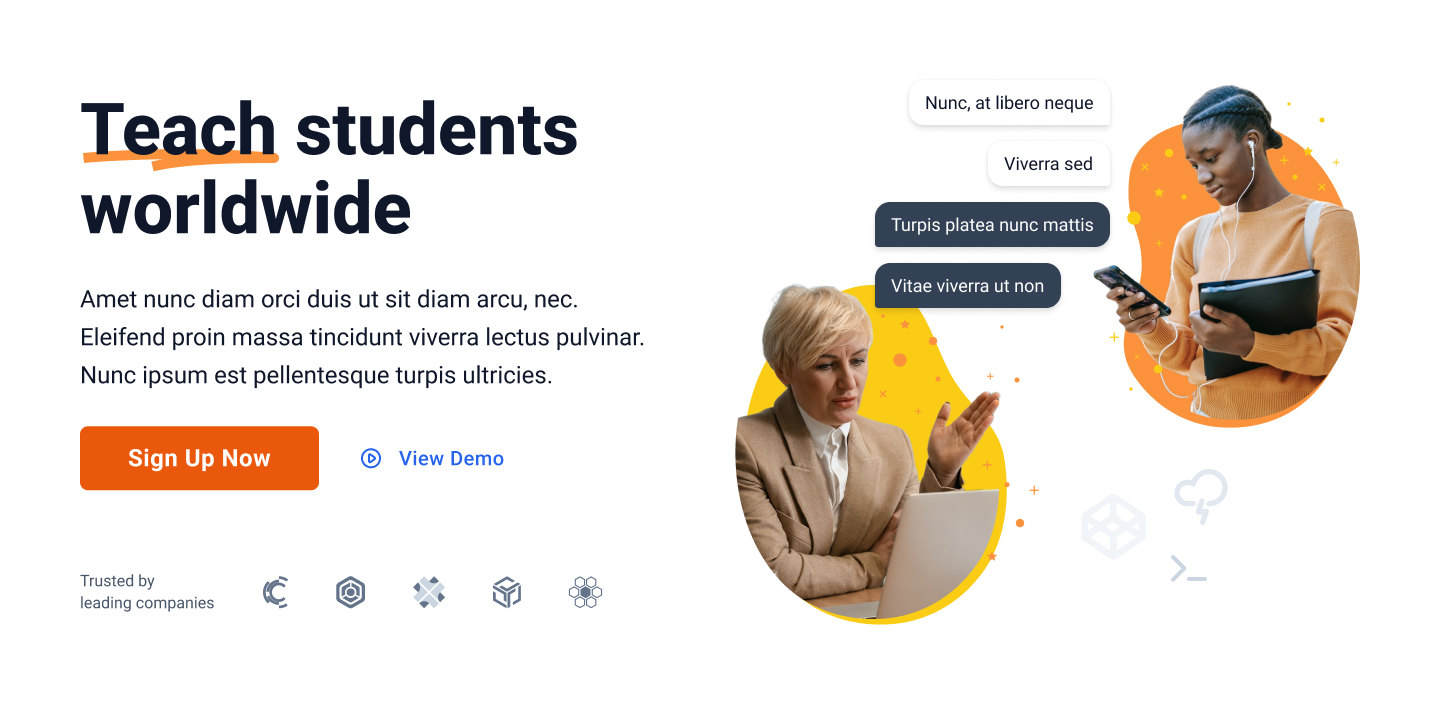 Teach students
worldwide
Amet nunc diam orci duis ut sit diam arcu, nec.
Eleifend proin massa tincidunt viverra lectus pulvinar.
Nunc ipsum est pellentesque turpis ultricies.
Sign Up Now
View Demo
Trusted by
leading companies
Nunc, at libero neque
Viverra sed
Turpis platea nunc mattis
Vitae viverra ut non